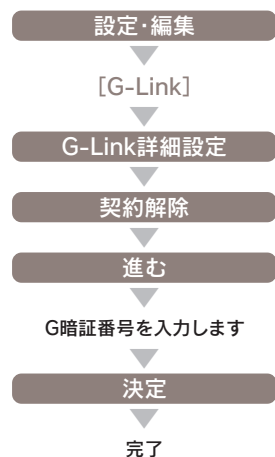 設定・編集
[G-Link]
G-Link詳細設定
契約解除
進む
G暗証番号を入力します
決定
完了